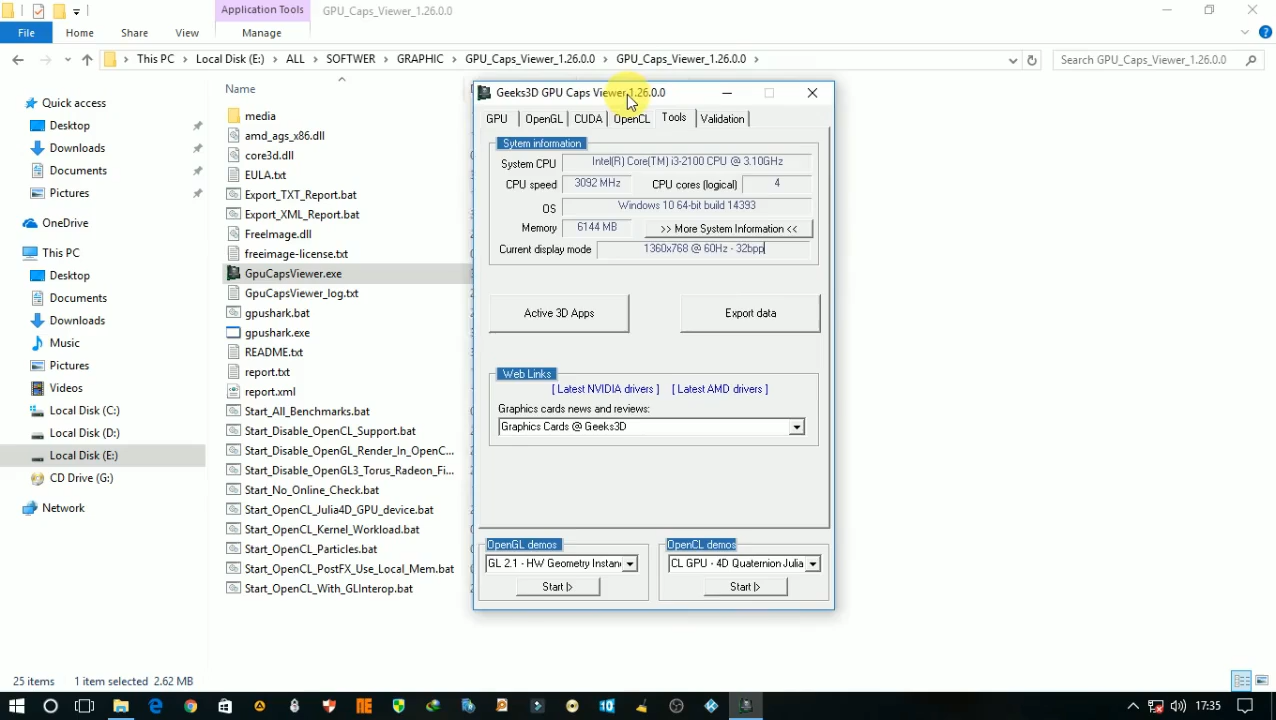 Application Tools
GPU_Caps_Viewer_1.26.0.0
File
Home
Share
View
Manage
This PC
Local Disk (E:)
ALL
SOFTWER
GRAPHIC
GPU_Caps_Viewer_1.26.0.0
GPU_Caps_Viewer_1.26.0.0
Search GPU_Caps_Viewer_1.26.0.0
Quick access
Desktop
Downloads
Documents
Pictures
OneDrive
This PC
Desktop
Documents
Downloads
Music
Pictures
Videos
Local Disk (C:)
Local Disk (D:)
Local Disk (E:)
CD Drive (G:)
Network
Name
media
amd_ags_x86.dll
core3d.dll
EULA.txt
Export_TXT_Report.bat
Export_XML_Report.bat
FreeImage.dll
freeimage-license.txt
GpuCapsViewer.exe
GpuCapsViewer_log.txt
gpushark.bat
gpushark.exe
README.txt
report.txt
report.xml
Start_All_Benchmarks.bat
Start_Disable_OpenCL_Support.bat
Start_Disable_OpenGL_Render_In_OpenC...
Start_Disable_OpenGL3_Torus_Radeon_Fi...
Start_No_Online_Check.bat
Start_OpenCL_Julia4D_GPU_device.bat
Start_OpenCL_Kernel_Workload.bat
Start_OpenCL_Particles.bat
Start_OpenCL_PostFX_Use_Local_Mem.bat
Start_OpenCL_With_GLInterop.bat
Geeks3D GPU Caps Viewer 1.26.0.0
GPU
OpenGL
CUDA
OpenCL
Tools
Validation
Sytem information
System CPU
Intel(R) Core(TM) i3-2100 CPU @ 3.10GHz
CPU speed
3092 MHz
CPU cores (logical)
4
OS
Windows 10 64-bit build 14393
Memory
6144 MB
>> More System Information <<
Current display mode
1360x768 @ 60Hz - 32bpp
Active 3D Apps
Export data
Web Links
[ Latest NVIDIA drivers ]
[ Latest AMD drivers ]
Graphics cards news and reviews:
Graphics Cards @ Geeks3D
OpenGL demos
GL 2.1 - HW Geometry Instan
Start
OpenCL demos
CL GPU - 4D Quaternion Julia
Start
25 items
1 item selected 2.62 MB
17:35